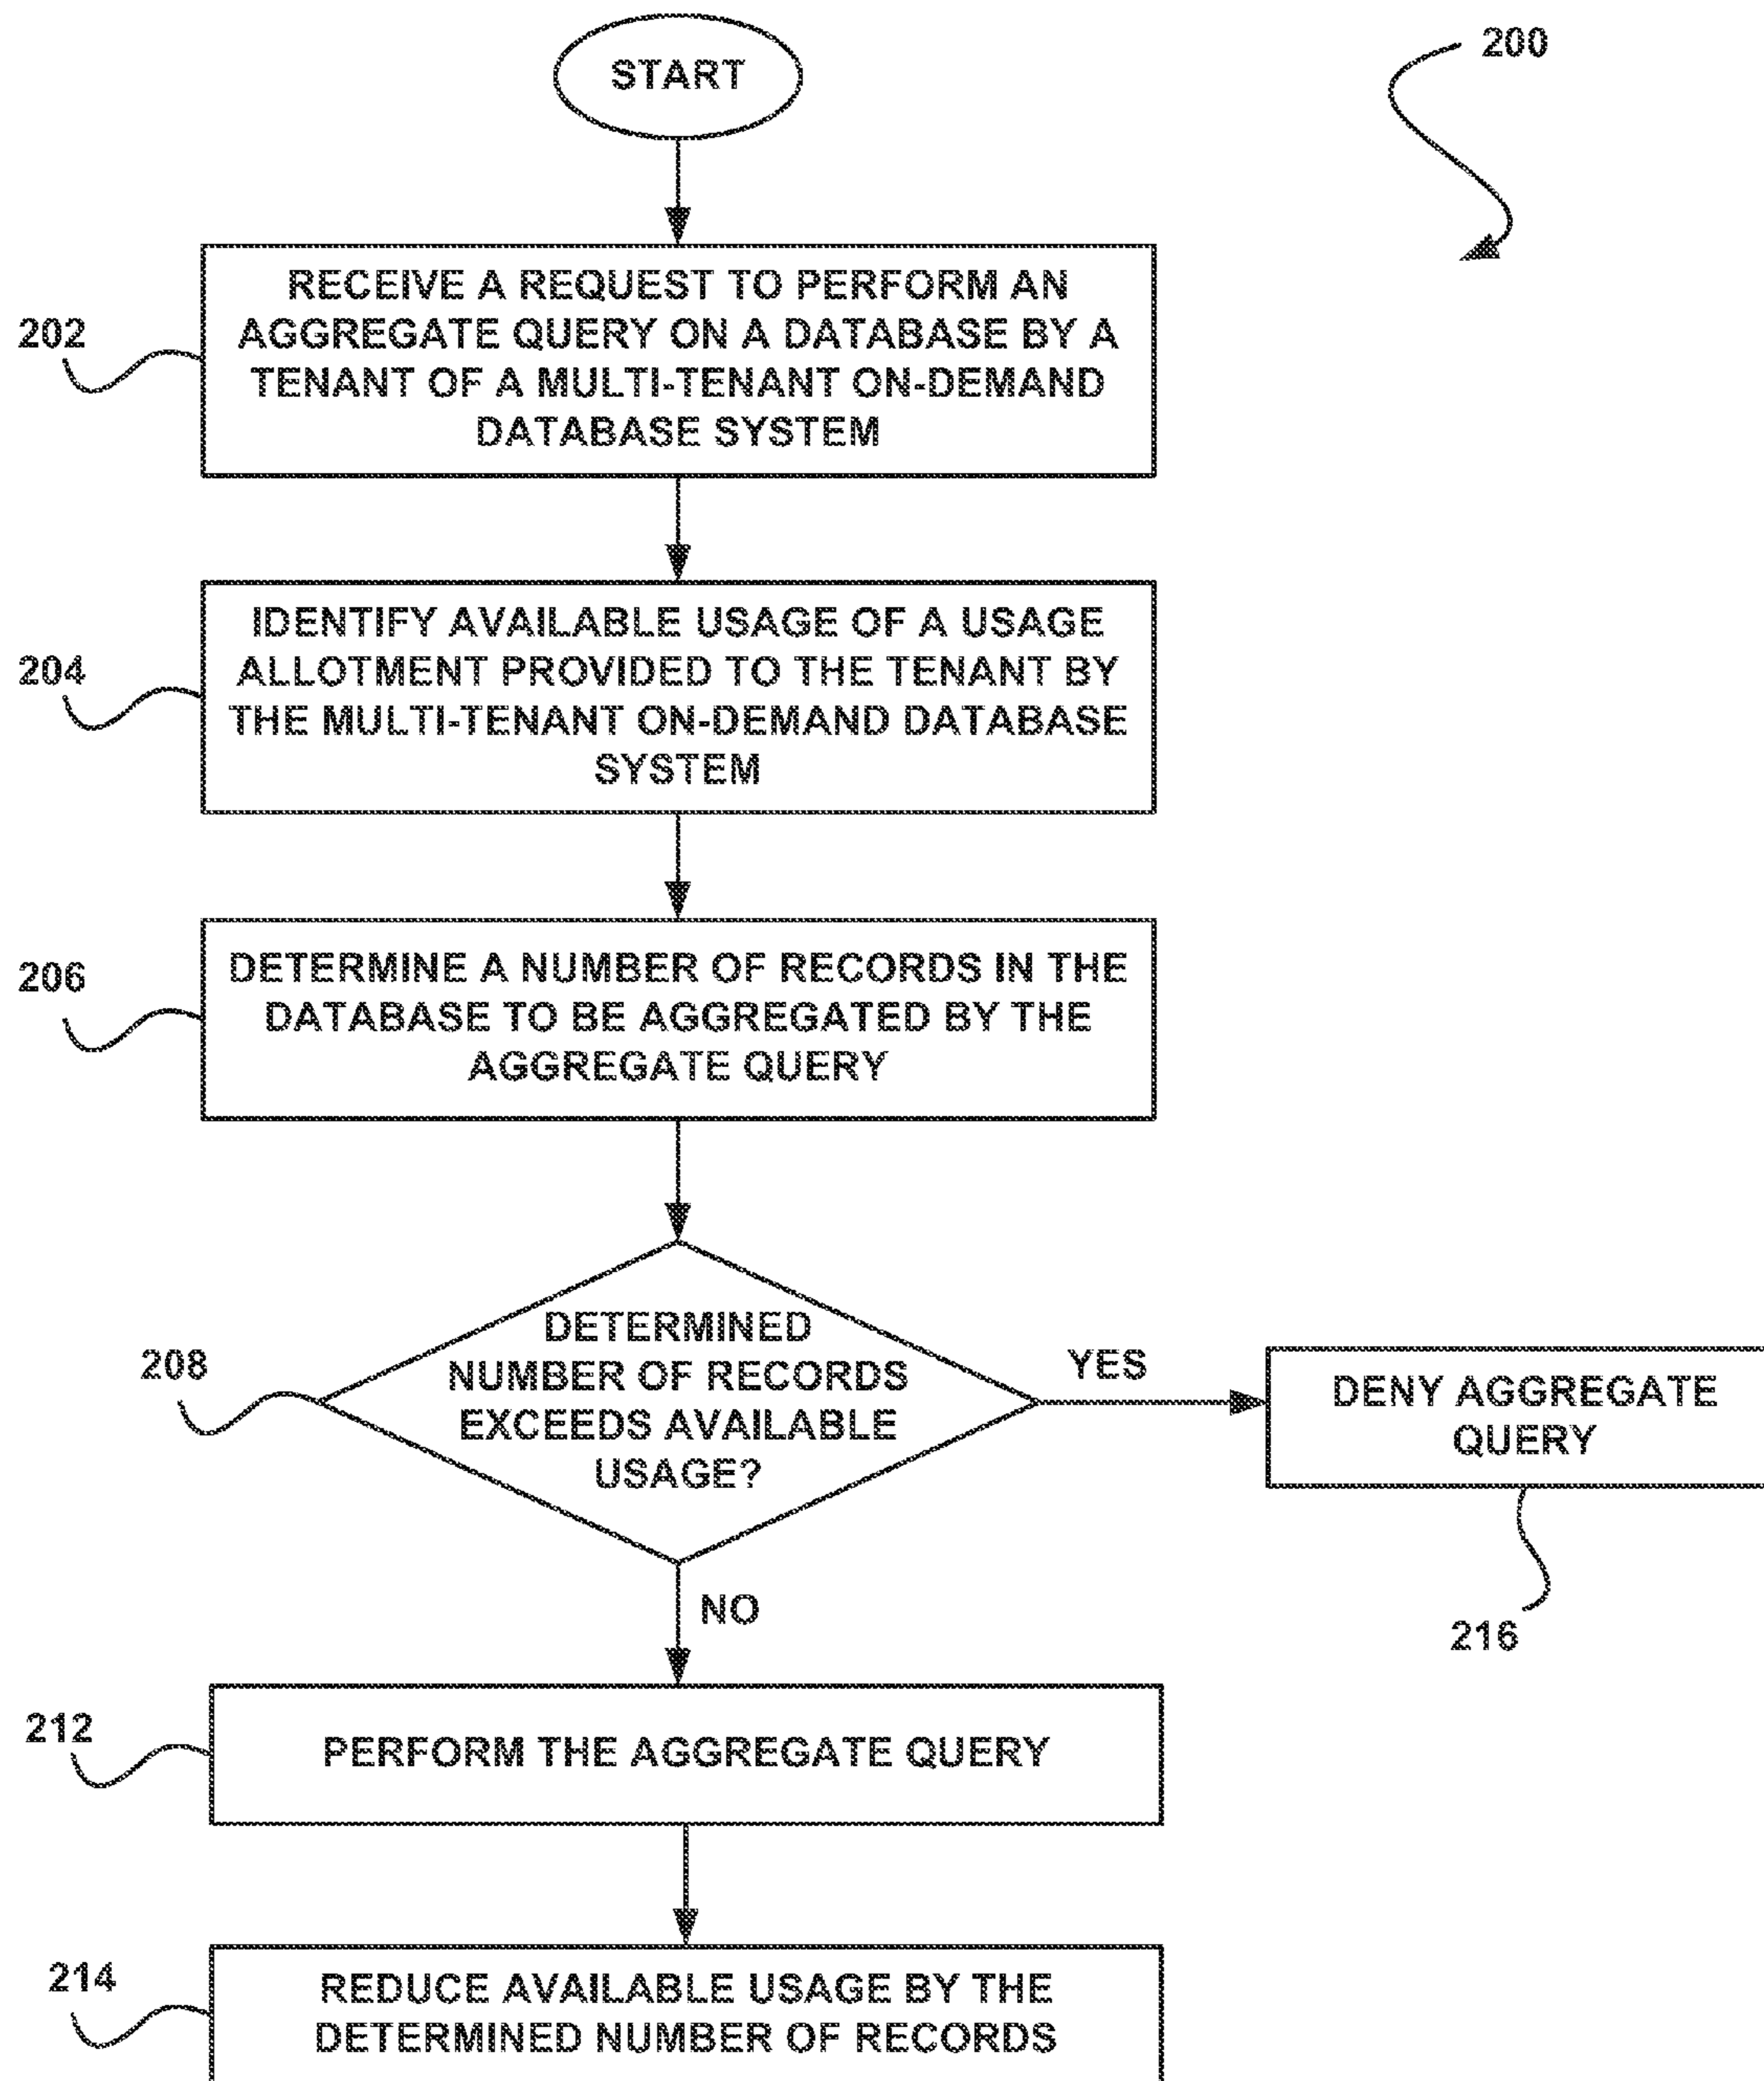 START
200
202
RECEIVE A REQUEST TO PERFORM AN
AGGREGATE QUERY ON A DATABASE BY A
TENANT OF A MULTI-TENANT ON-DEMAND
DATABASE SYSTEM
204
IDENTIFY AVAILABLE USAGE OF A USAGE
ALLOTMENT PROVIDED TO THE TENANT BY
THE MULTI-TENANT ON-DEMAND DATABASE
SYSTEM
206
DETERMINE A NUMBER OF RECORDS IN THE
DATABASE TO BE AGGREGATED BY THE
AGGREGATE QUERY
208
DETERMINED
NUMBER OF RECORDS
EXCEEDS AVAILABLE
USAGE?
YES
DENY AGGREGATE
QUERY
216
NO
212
PERFORM THE AGGREGATE QUERY
214
REDUCE AVAILABLE USAGE BY THE
DETERMINED NUMBER OF RECORDS